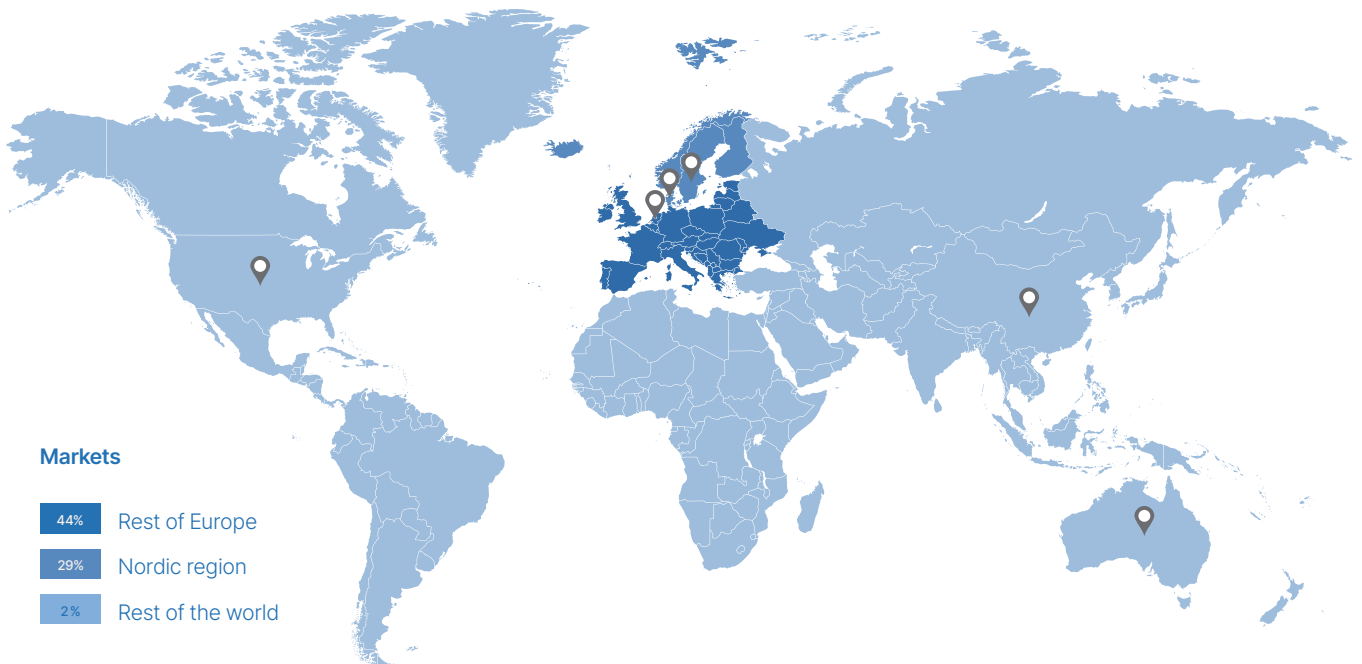 Markets
44% Rest of Europe
29% Nordic region
2% Rest of the world